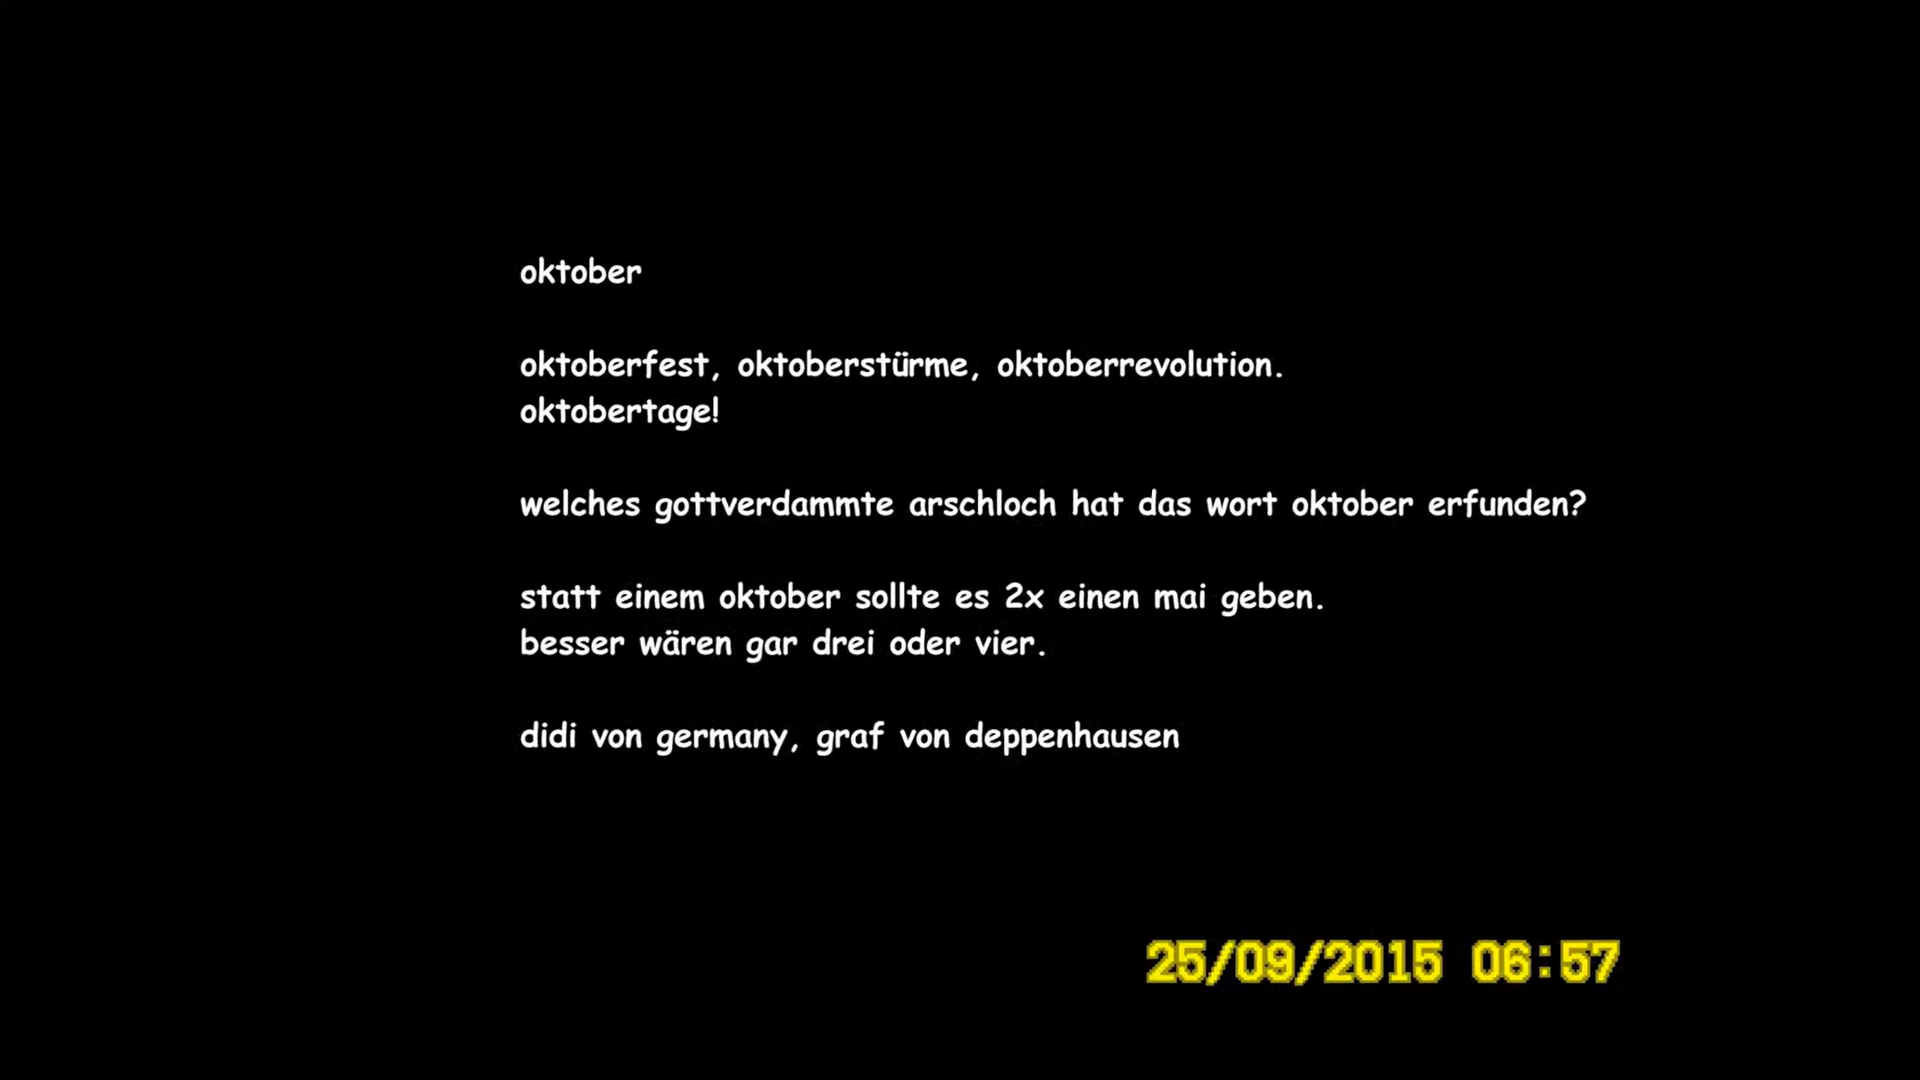 oktober
oktoberfest, oktoberstürme, oktoberrevolution.
oktobertage!
welches gottverdammte arschloch hat das wort oktober erfunden?
statt einem oktober sollte es 2x einen mai geben.
besser wären gar drei oder vier.
didi von germany, graf von deppenhausen
25/09/2015 06:57